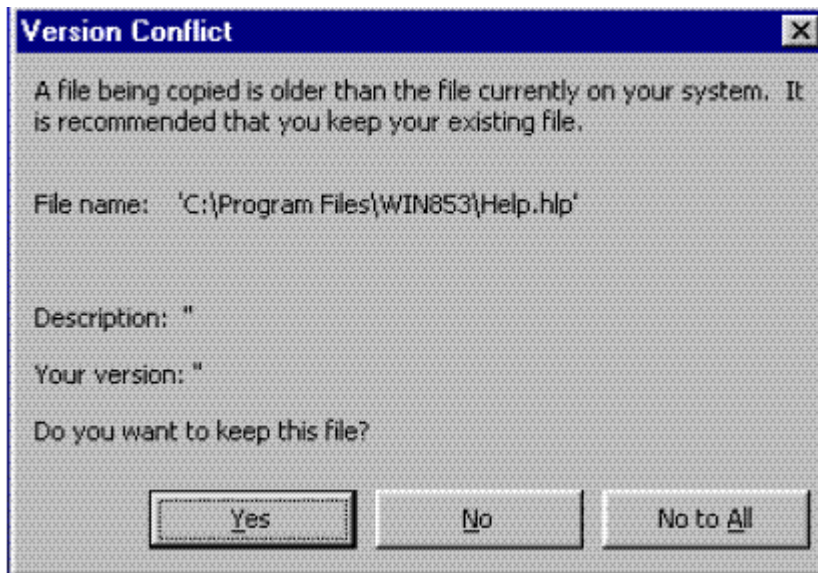 Version Conflict
A file being copied is older than the file currently on your system.  It
is recommended that you keep your existing file.
File name:   'C:\Program Files\WIN853\Help.hlp'
Description:  ''
Your version: ''
Do you want to keep this file?
Yes
No
No to All